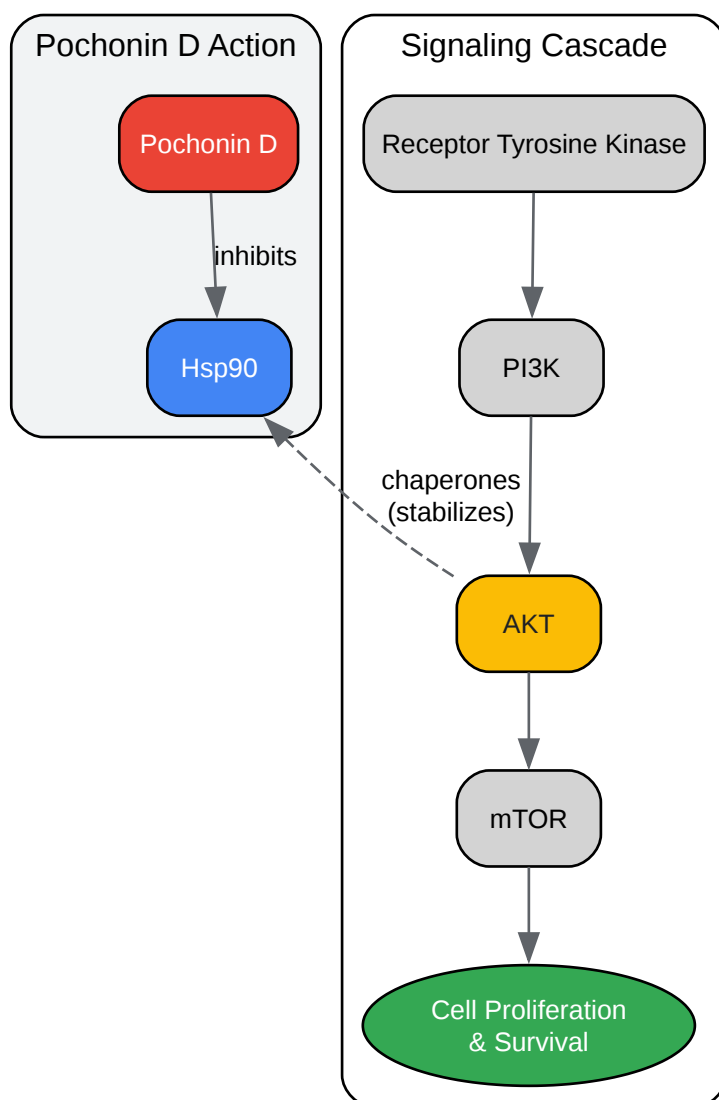 Pochonin D Action
Pochonin D
inhibits
Hsp90
Signaling Cascade
Receptor Tyrosine Kinase
PI3K
chaperones
(stabilizes)
AKT
mTOR
Cell Proliferation
& Survival